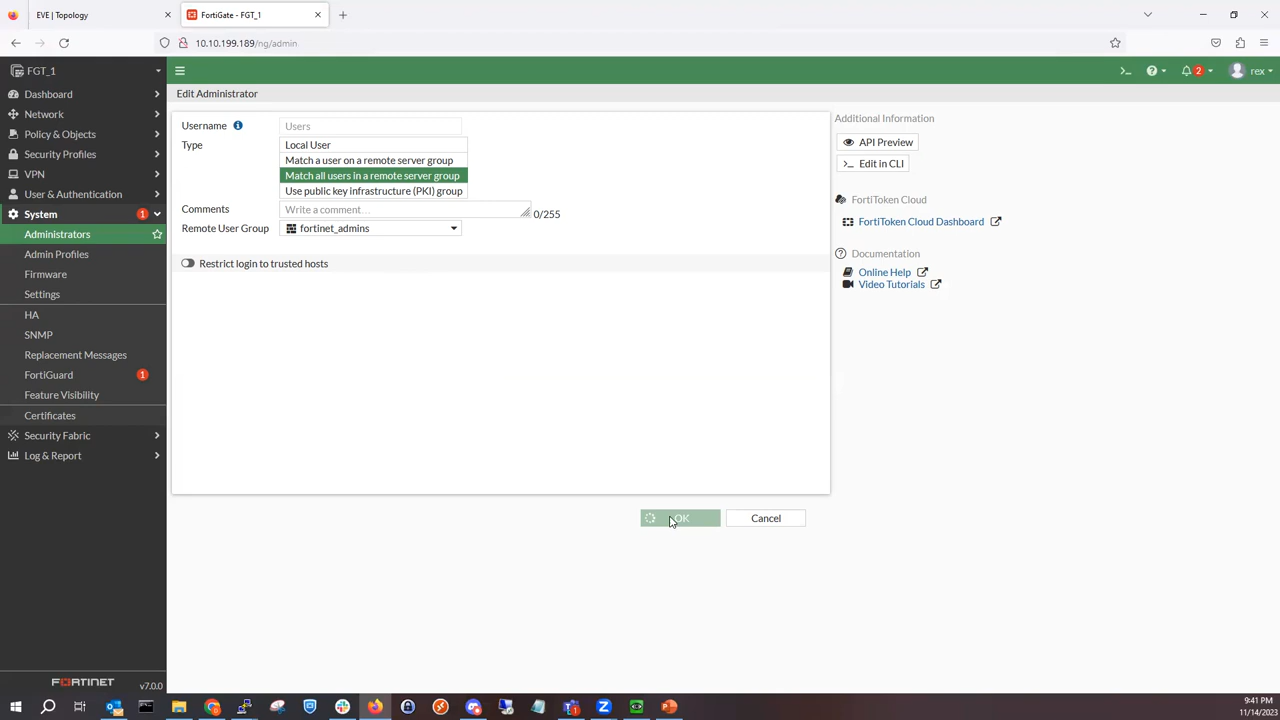 EVE | Topology
FortiGate - FGT_1
10.10.199.189/ng/admin
FGT_1
2
rex
Dashboard
Network
Policy & Objects
Security Profiles
VPN
User & Authentication
System
1
Administrators
Admin Profiles
Firmware
Settings
HA
SNMP
Replacement Messages
FortiGuard
1
Feature Visibility
Certificates
Security Fabric
Log & Report
FORTINET
v7.0.0
Edit Administrator
Username
Users
Type
Local User
Match a user on a remote server group
Match all users in a remote server group
Use public key infrastructure (PKI) group
Comments
Write a comment...
0/255
Remote User Group
fortinet_admins
Restrict login to trusted hosts
OK
Cancel
Additional Information
API Preview
>_ Edit in CLI
FortiToken Cloud
FortiToken Cloud Dashboard
Documentation
Online Help
Video Tutorials
9:41 PM
11/14/2023